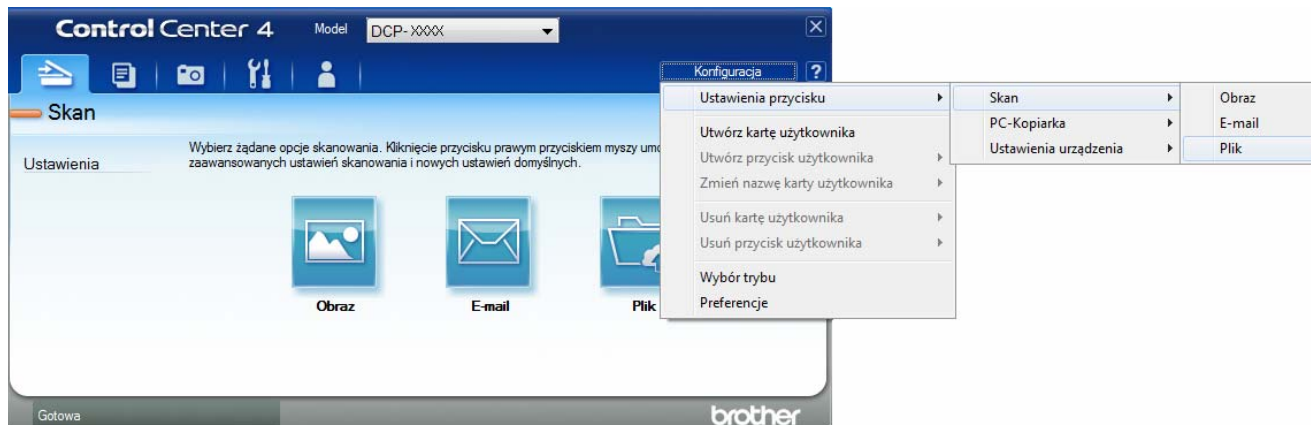 Control Center 4
Model
DCP-XXXX
Konfiguracja
?
Skan
Ustawienia
Wybierz żądane opcje skanowania. Kliknięcie przycisku prawym przyciskiem myszy
zaawansowanych ustawień skanowania i nowych ustawień domyślnych.
Obraz
E-mail
Plik
Ustawienia przycisku
Utwórz kartę użytkownika
Utwórz przycisk użytkownika
Zmień nazwę karty użytkownika
Usuń kartę użytkownika
Usuń przycisk użytkownika
Wybór trybu
Preferencje
Skan
PC-Kopiarka
Ustawienia urządzenia
Obraz
E-mail
Plik
Gotowa
brother